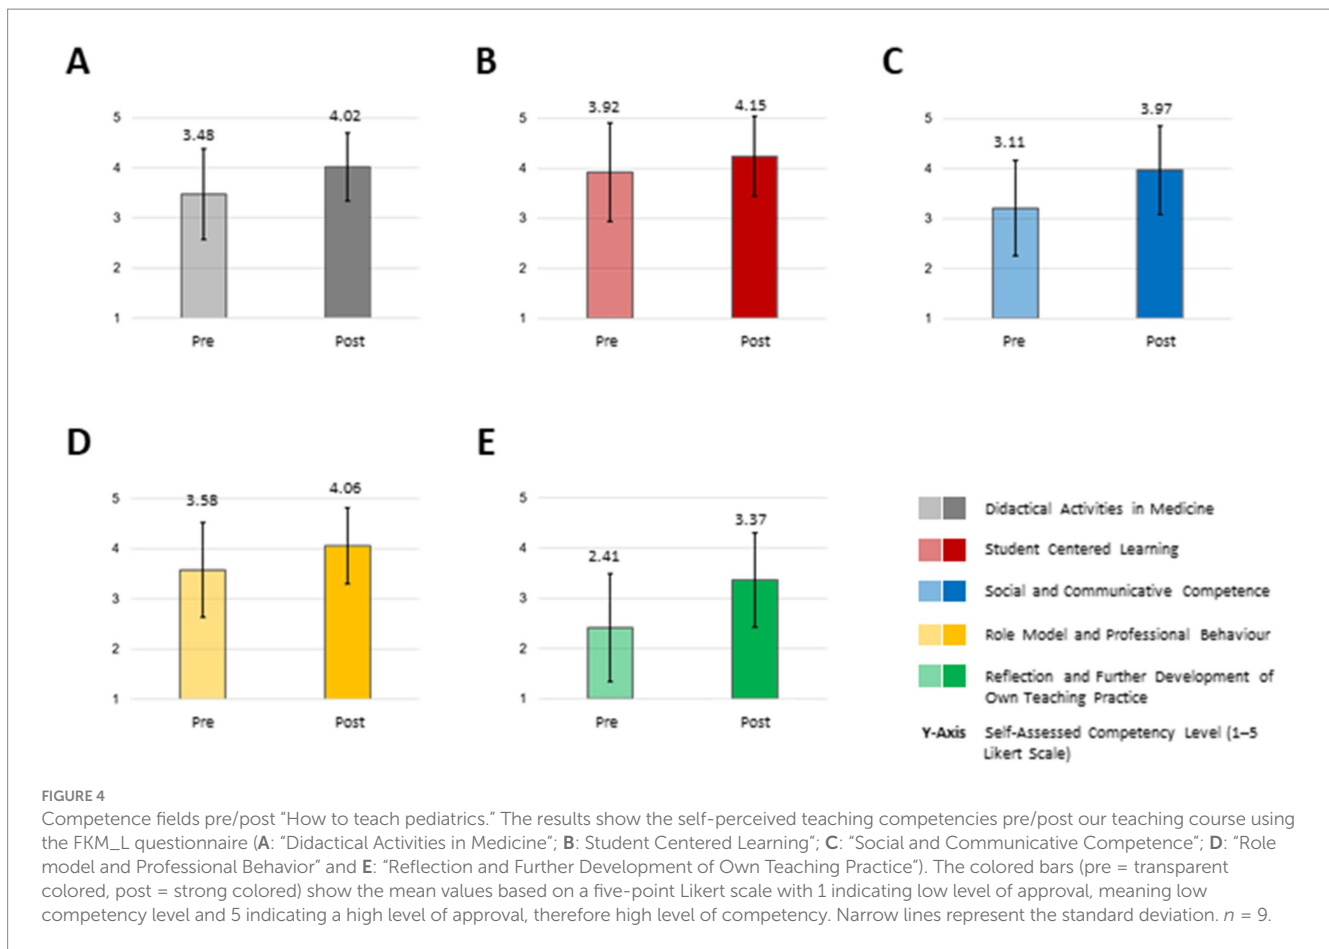 A
5
4
3
2
1
3.48
4.02
Pre
Post
B
5
4
3
2
1
3.92
4.15
Pre
Post
C
5
4
3
2
1
3.11
3.97
Pre
Post
D
5
4
3
2
1
3.58
4.06
Pre
Post
E
5
4
3
2
1
2.41
3.37
Pre
Post
Didactical Activities in Medicine
Student Centered Learning
Social and Communicative Competence
Role Model and Professional Behaviour
Reflection and Further Development of
Own Teaching Practice
Y-Axis Self-Assessed Competency Level (1–5
Likert Scale)
FIGURE 4
Competence fields pre/post “How to teach pediatrics.” The results show the self-perceived teaching competencies pre/post our teaching course using
the FKM_L questionnaire (A: “Didactical Activities in Medicine”; B: Student Centered Learning”; C: “Social and Communicative Competence”; D: “Role
model and Professional Behavior” and E: “Reflection and Further Development of Own Teaching Practice”). The colored bars (pre = transparent
colored, post = strong colored) show the mean values based on a five-point Likert scale with 1 indicating low level of approval, meaning low
competency level and 5 indicating a high level of approval, therefore high level of competency. Narrow lines represent the standard deviation. n = 9.